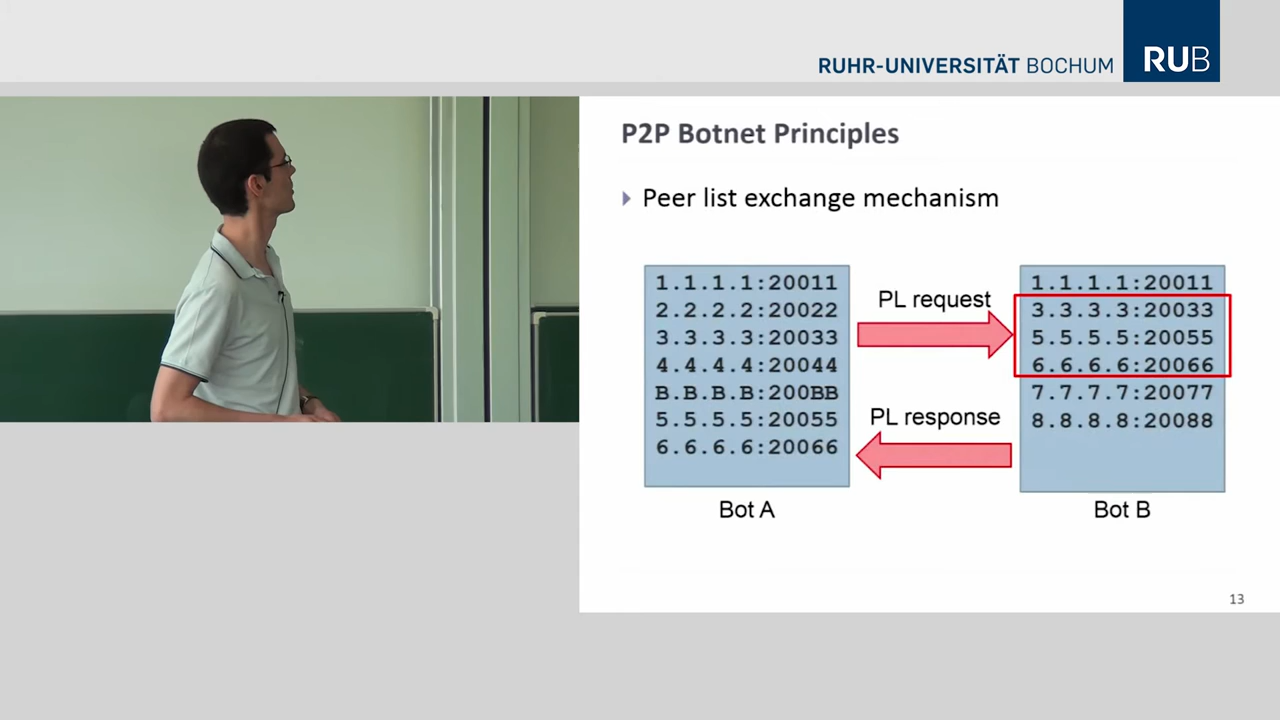 RUHR-UNIVERSITÄT BOCHUM
RUB
P2P Botnet Principles
Peer list exchange mechanism
1.1.1.1:20011
2.2.2.2:20022
3.3.3.3:20033
4.4.4.4:20044
B.B.B.B:200BB
5.5.5.5:20055
6.6.6.6:20066
Bot A
PL request
PL response
1.1.1.1:20011
3.3.3.3:20033
5.5.5.5:20055
6.6.6.6:20066
7.7.7.7:20077
8.8.8.8:20088
Bot B
13